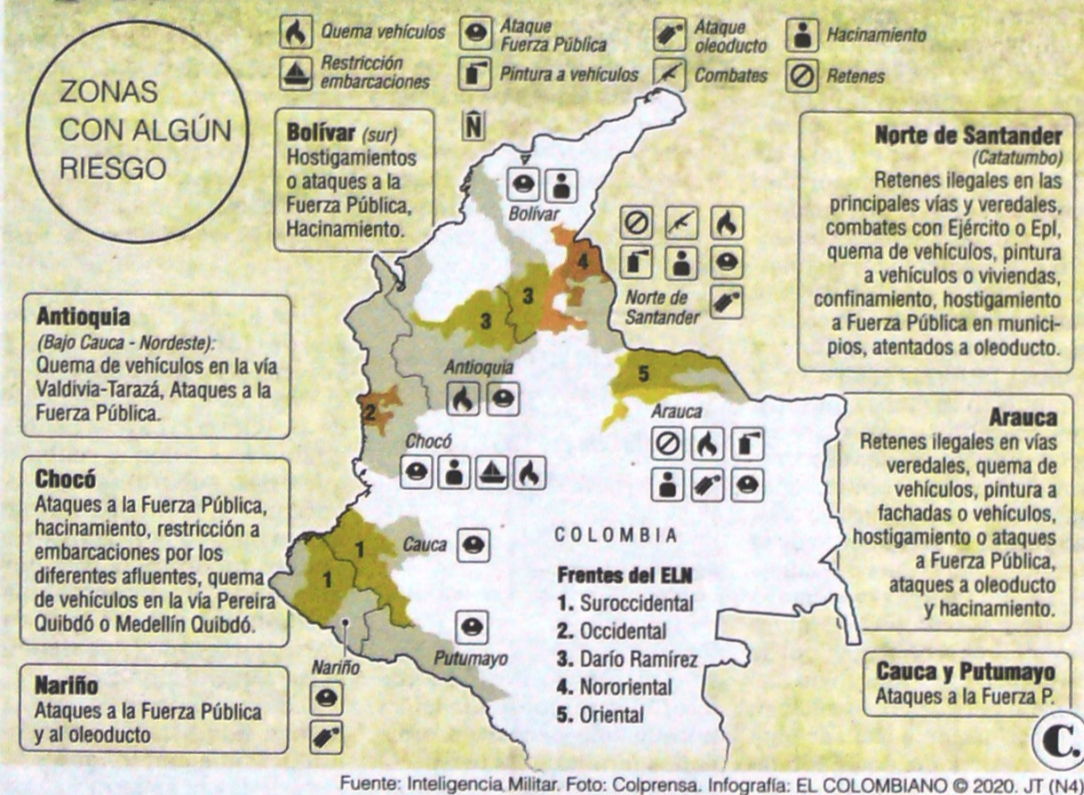 ZONAS
CON ALGÚN
RIESGO
Quema vehículos
Restricción
embarcaciones
Ataque
Fuerza Pública
Pintura a vehículos
Ataque
oleoducto
Combates
Hacinamiento
Retenes
Bolívar (sur)
Hostigamientos
o ataques a la
Fuerza Pública,
Hacinamiento.
N
Norte de Santander
(Catatumbo)
Retenes ilegales en las
principales vías y veredales,
combates con Ejército o Epl,
quema de vehículos, pintura
a vehículos o viviendas,
confinamiento, hostigamiento
a Fuerza Pública en munici-
pios, atentados a oleoducto.
Antioquia
(Bajo Cauca - Nordeste):
Quema de vehículos en la vía
Valdivia-Tarazá, Ataques a la
Fuerza Pública.
Chocó
Ataques a la Fuerza Pública,
hacinamiento, restricción a
embarcaciones por los
diferentes afluentes, quema
de vehículos en la vía Pereira
Quibdó o Medellín Quibdó.
Nariño
Ataques a la Fuerza Pública
y al oleoducto
Bolívar
4
3
3
Norte de
Santander
Antioquia
5
2
Arauca
Chocó
1
1
Cauca
Putumayo
Nariño
COLOMBIA
Frentes del ELN
1. Suroccidental
2. Occidental
3. Darío Ramírez
4. Nororiental
5. Oriental
Arauca
Retenes ilegales en vías
veredales, quema de
vehículos, pintura a
fachadas o vehículos,
hostigamiento o ataques
a Fuerza Pública,
ataques a oleoducto
y hacinamiento.
Cauca y Putumayo
Ataques a la Fuerza P.
C.
Fuente: Inteligencia Militar. Foto: Colprensa. Infografía: EL COLOMBIANO © 2020. JT (N4)